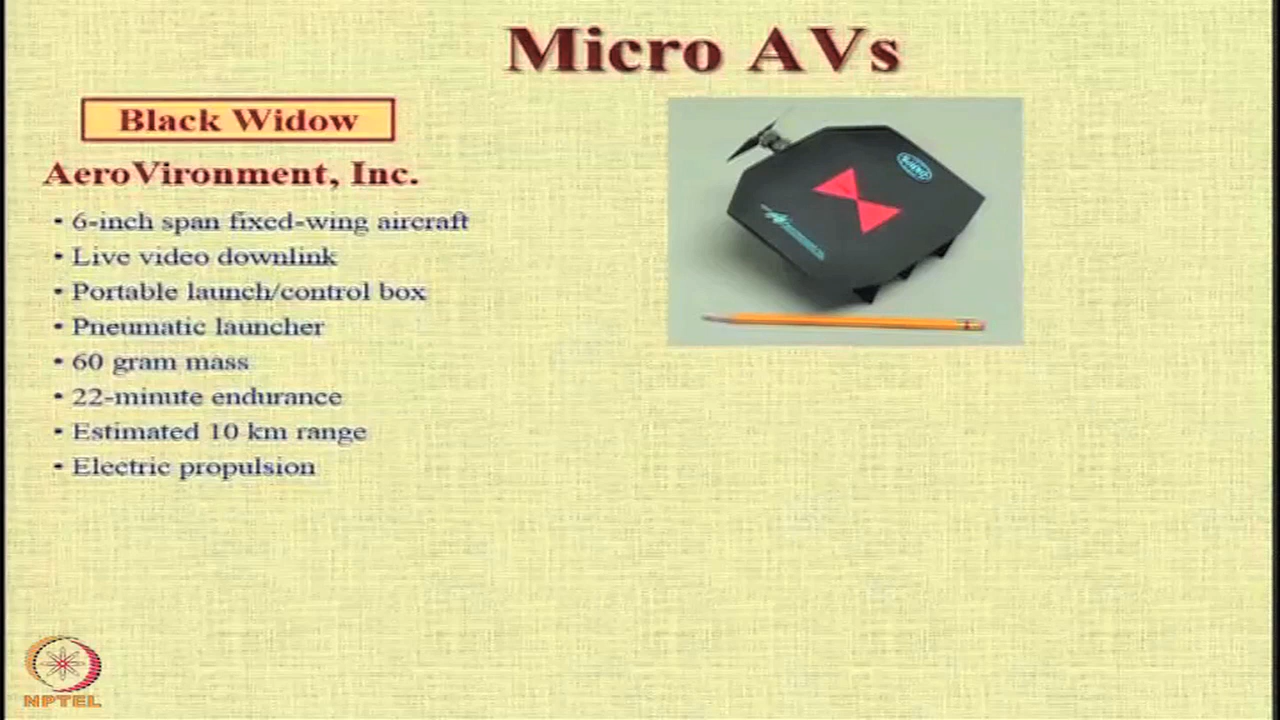 Micro AVs
Black Widow
AeroVironment, Inc.
• 6-inch span fixed-wing aircraft
• Live video downlink
• Portable launch/control box
• Pneumatic launcher
• 60 gram mass
• 22-minute endurance
• Estimated 10 km range
• Electric propulsion
NPTEL